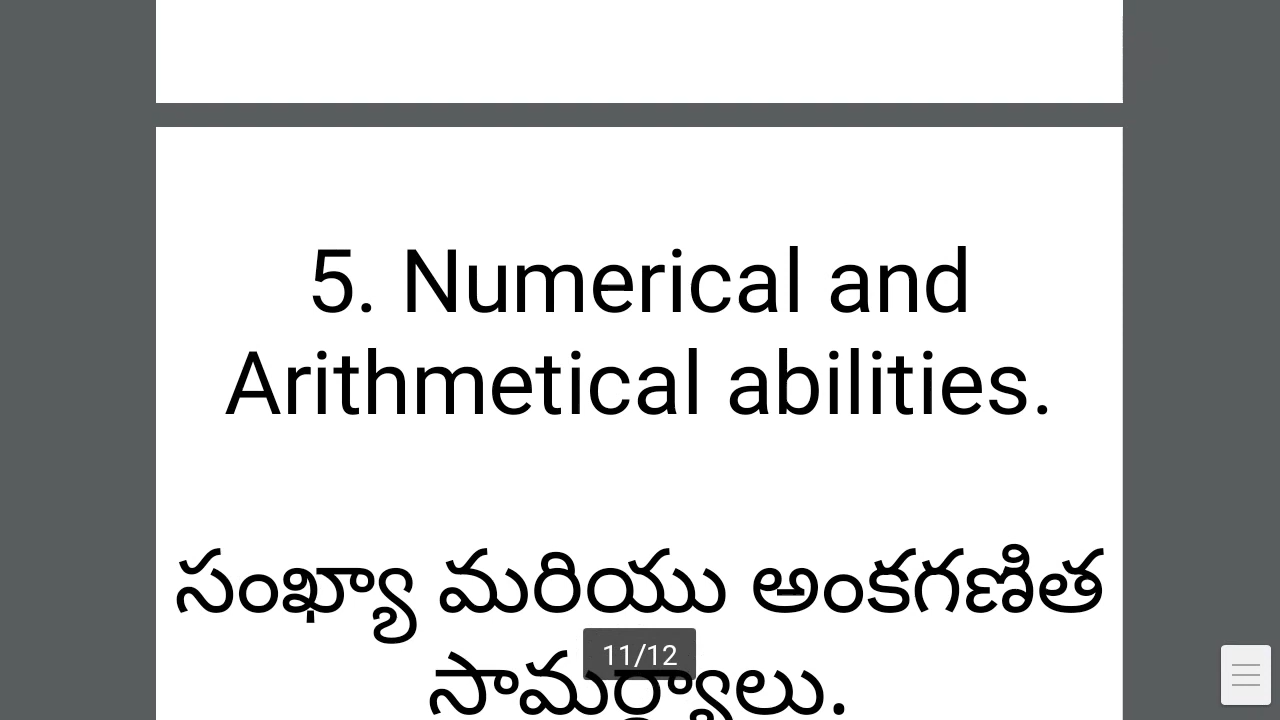 5. Numerical and
Arithmetical abilities.
సంఖ్యా మరియు అంకగణిత
సామర్థ్యాలు.
11/12